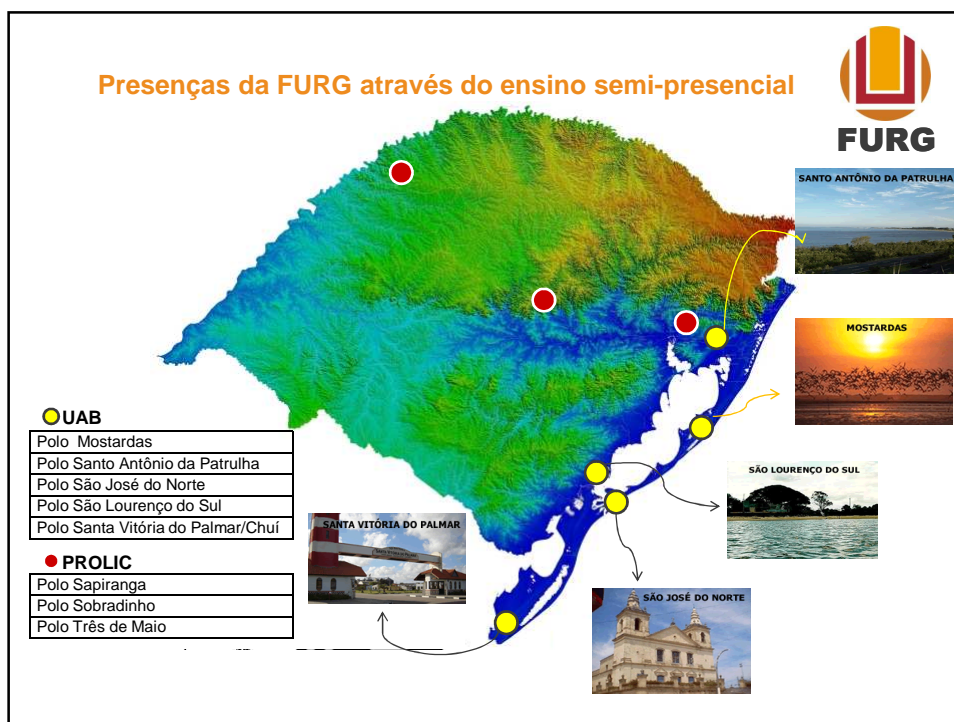 Presenças da FURG através do ensino semi-presencial
FURG
SANTO ANTÔNIO DA PATRULHA
MOSTARDAS
SÃO LOURENÇO DO SUL
SÃO JOSÉ DO NORTE
SANTA VITÓRIA DO PALMAR
UAB
Polo Mostardas
Polo Santo Antônio da Patrulha
Polo São José do Norte
Polo São Lourenço do Sul
Polo Santa Vitória do Palmar/Chuí
PROLIC
Polo Sapiranga
Polo Sobradinho
Polo Três de Maio